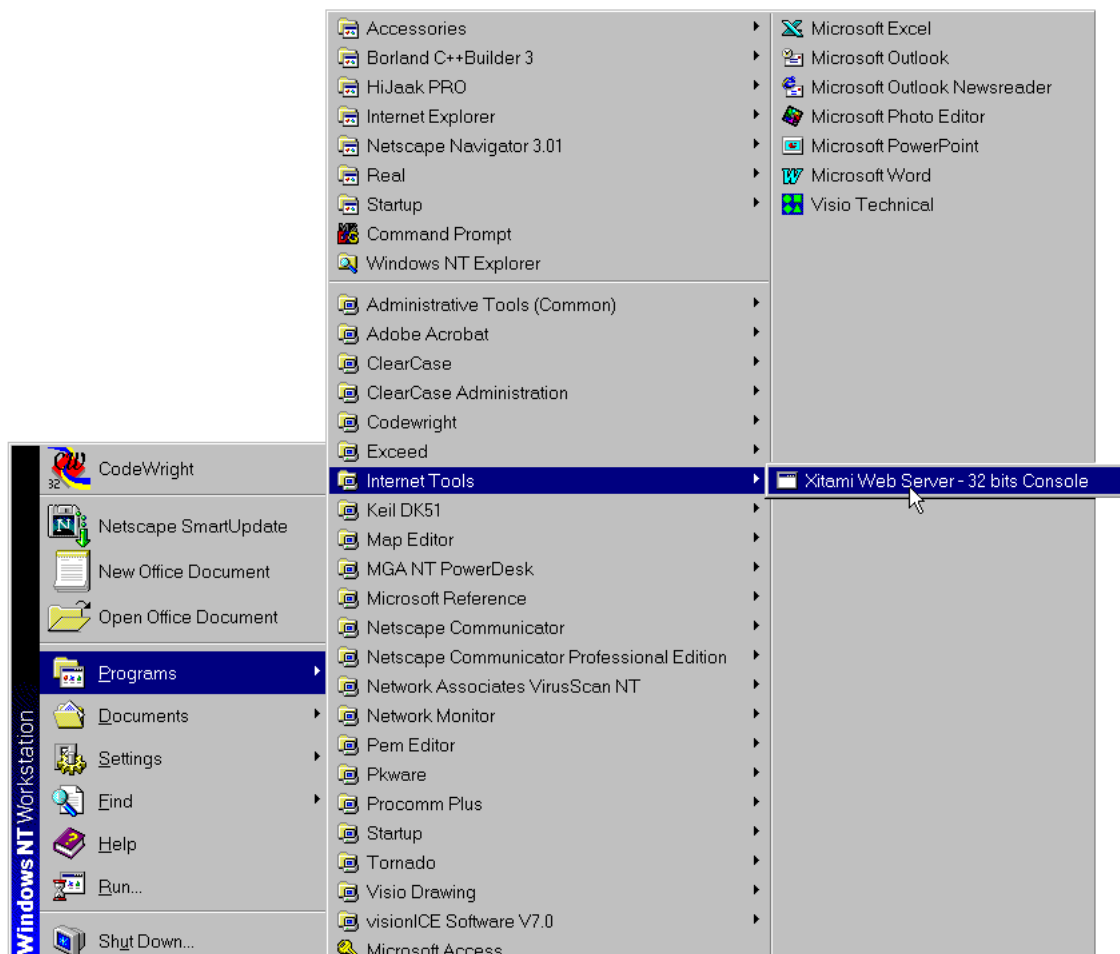 Accessories
Borland C++Builder 3
HiJaak PRO
Internet Explorer
Netscape Navigator 3.01
Real
Startup
Command Prompt
Windows NT Explorer
Administrative Tools (Common)
Adobe Acrobat
ClearCase
ClearCase Administration
Codewright
Exceed
Internet Tools
Keil DK51
Map Editor
MGA NT PowerDesk
Microsoft Reference
Netscape Communicator
Netscape Communicator Professional Edition
Network Associates VirusScan NT
Network Monitor
Pem Editor
Pkware
Procomm Plus
Startup
Tornado
Visio Drawing
visionICE Software V7.0
Microsoft Access
Microsoft Excel
Microsoft Outlook
Microsoft Outlook Newsreader
Microsoft Photo Editor
Microsoft PowerPoint
Microsoft Word
Visio Technical
Xitami Web Server - 32 bits Console
CodeWright
32
Netscape SmartUpdate
New Office Document
Open Office Document
Programs
Documents
Settings
Find
Help
Run...
Shut Down...
Windows NT Workstation